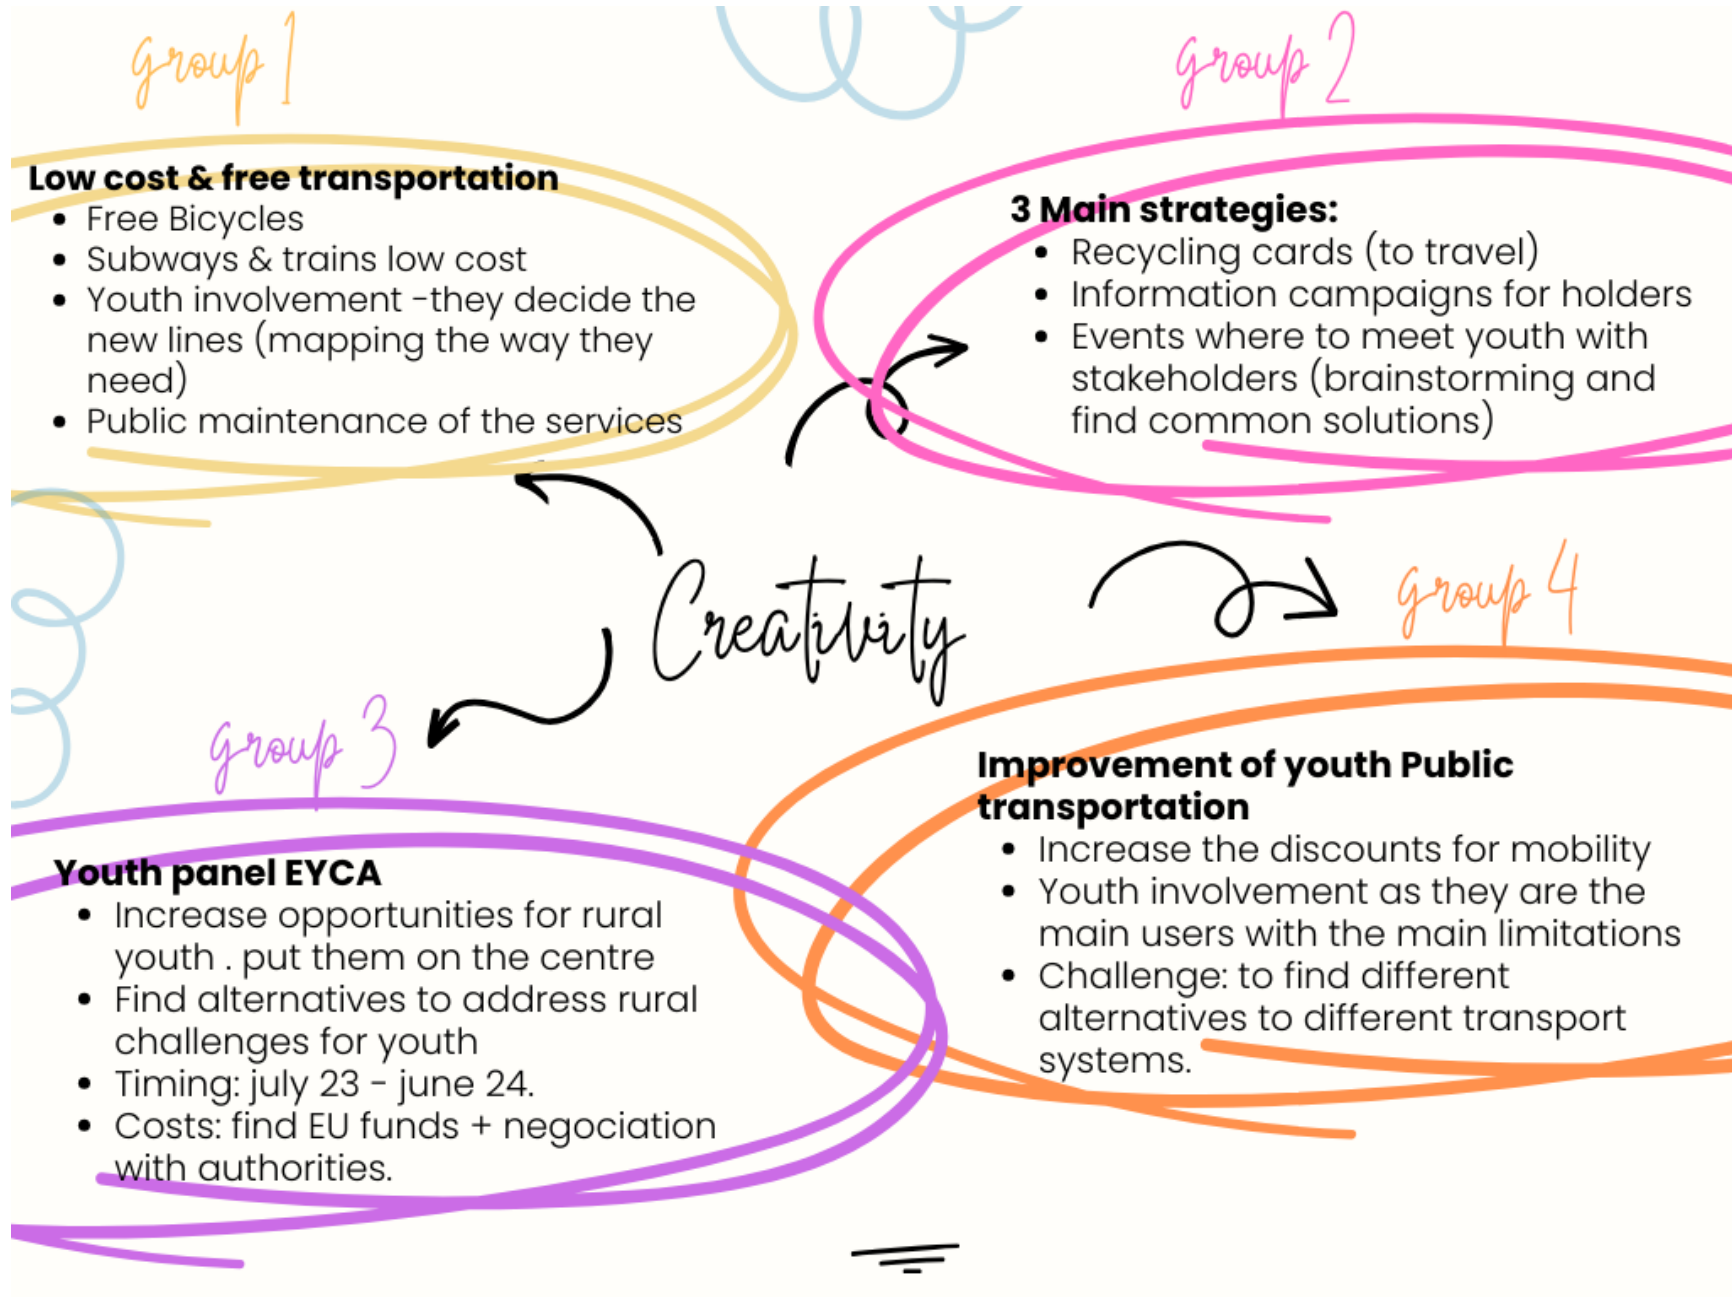 group 1
Low cost & free transportation
• Free Bicycles
• Subways & trains low cost
• Youth involvement -they decide the
new lines (mapping the way they
need)
• Public maintenance of the services
group 2
3 Main strategies:
• Recycling cards (to travel)
• Information campaigns for holders
• Events where to meet youth with
stakeholders (brainstorming and
find common solutions)
Creativity
group 3
Youth panel EYCA
• Increase opportunities for rural
youth . put them on the centre
• Find alternatives to address rural
challenges for youth
• Timing: july 23 - june 24.
• Costs: find EU funds + negociation
with authorities.
group 4
Improvement of youth Public
transportation
• Increase the discounts for mobility
• Youth involvement as they are the
main users with the main limitations
• Challenge: to find different
alternatives to different transport
systems.